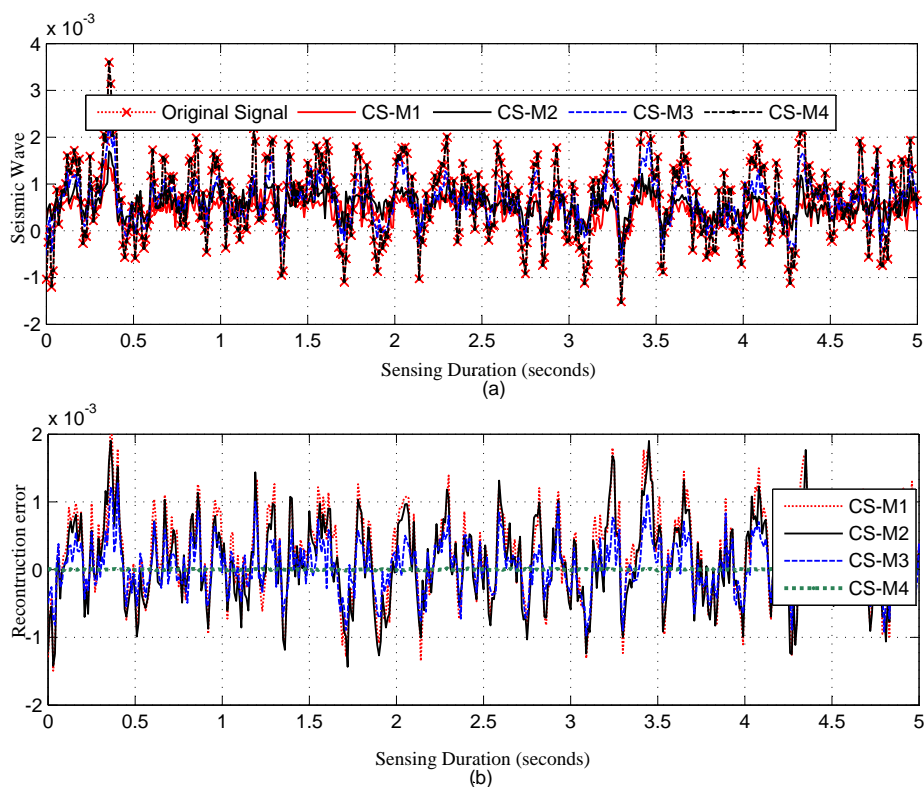 x 10^-3
4
3
2
1
0
-1
-2
Seismic Wave
Original Signal CS-M1 CS-M2 CS-M3 CS-M4
0 0.5 1 1.5 2 2.5 3 3.5 4 4.5 5
Sensing Duration (seconds)
(a)
x 10^-3
2
1
0
-1
-2
Reconctruction error
CS-M1
CS-M2
CS-M3
CS-M4
0 0.5 1 1.5 2 2.5 3 3.5 4 4.5 5
Sensing Duration (seconds)
(b)